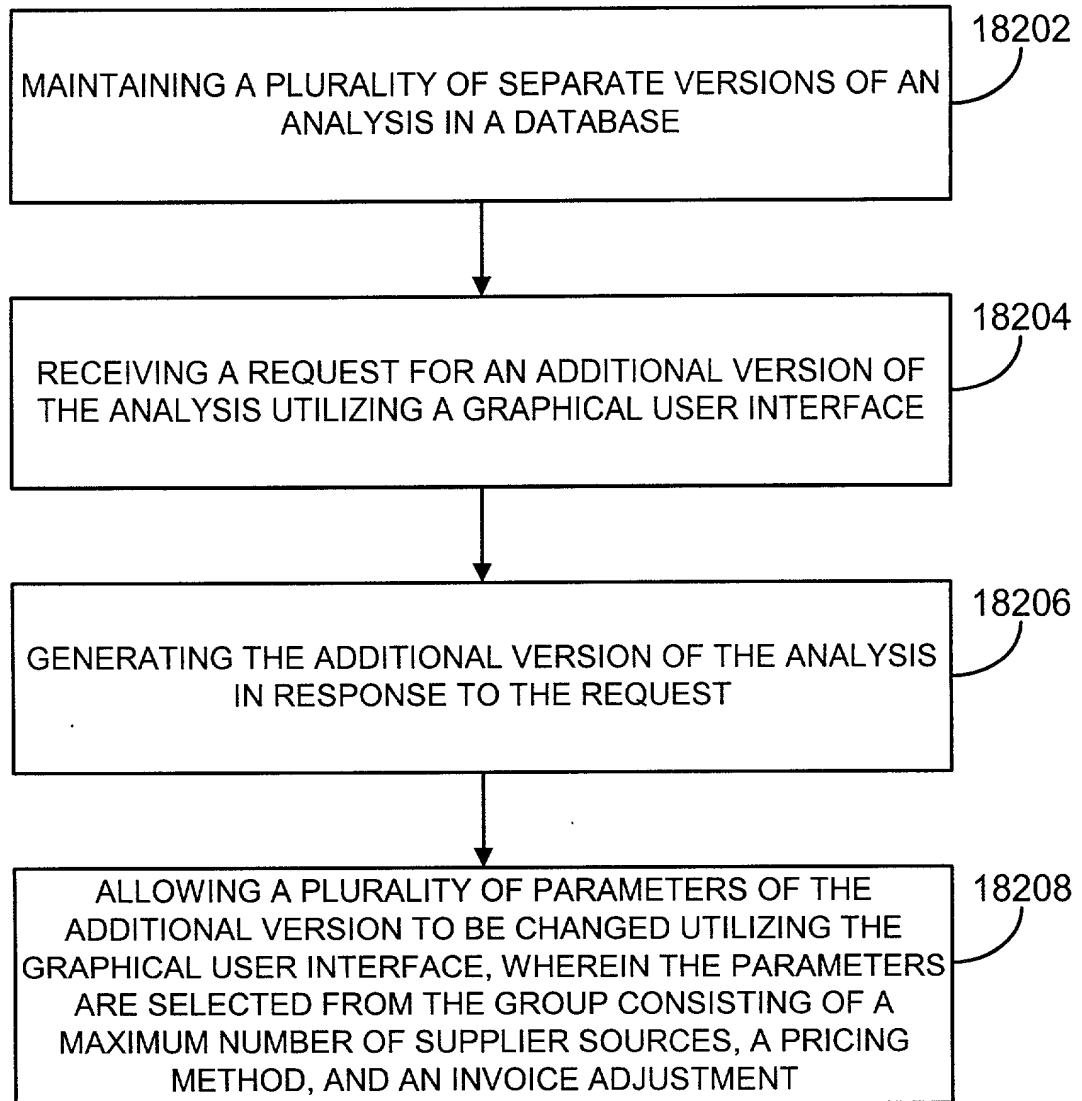 18202
MAINTAINING A PLURALITY OF SEPARATE VERSIONS OF AN
ANALYSIS IN A DATABASE
18204
RECEIVING A REQUEST FOR AN ADDITIONAL VERSION OF
THE ANALYSIS UTILIZING A GRAPHICAL USER INTERFACE
18206
GENERATING THE ADDITIONAL VERSION OF THE ANALYSIS
IN RESPONSE TO THE REQUEST
18208
ALLOWING A PLURALITY OF PARAMETERS OF THE
ADDITIONAL VERSION TO BE CHANGED UTILIZING THE
GRAPHICAL USER INTERFACE, WHEREIN THE PARAMETERS
ARE SELECTED FROM THE GROUP CONSISTING OF A
MAXIMUM NUMBER OF SUPPLIER SOURCES, A PRICING
METHOD, AND AN INVOICE ADJUSTMENT